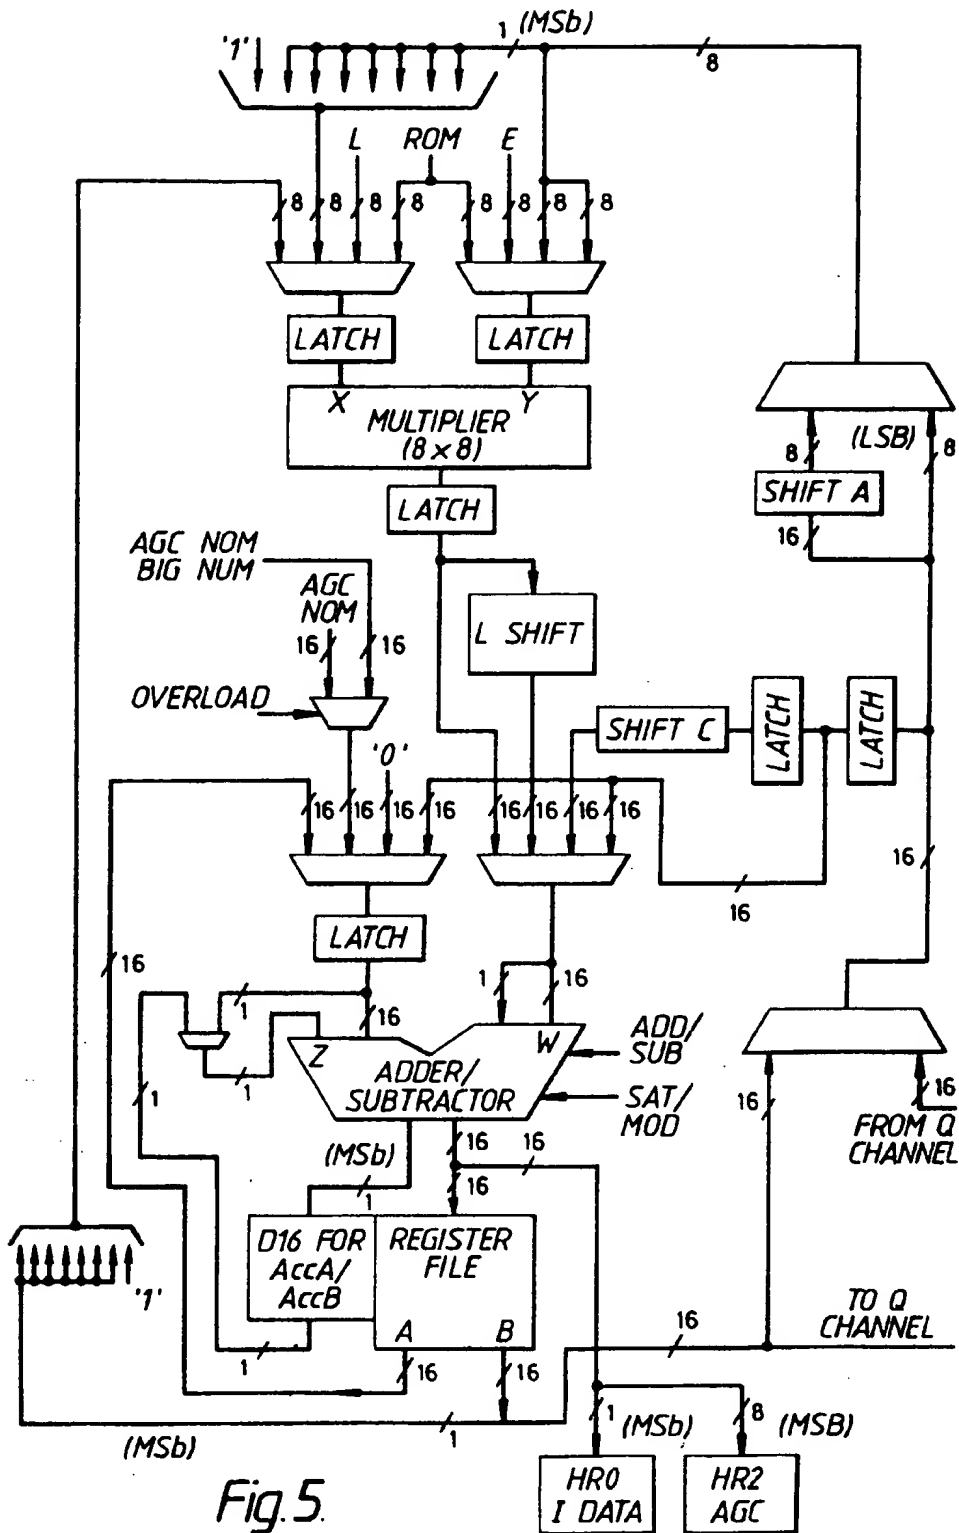 1 (MSb)
'1'
8
L ROM E
8 8 8 8 8 8 8 8
LATCH LATCH
X Y
MULTIPLIER
(8 x 8)
8 (LSB) 8
SHIFT A
16
LATCH
AGC NOM
BIG NUM
AGC
NOM
16 16
L SHIFT
OVERLOAD
SHIFT C LATCH LATCH
'0'
16 16 16 16 16 16 16 16
16
16
LATCH
16
1 1 16
16
Z W
ADDER/
SUBTRACTOR
ADD/
SUB
SAT/
MOD
1 1
16 16
FROM Q
CHANNEL
(MSb)
16 16
1 16
D16 FOR
AccA/
AccB
REGISTER
FILE
'1'
A B
TO Q
CHANNEL
16
1 16 16
1 (MSb) 8 (MSB)
(MSb) 1
HR0
I DATA
HR2
AGC
Fig. 5.